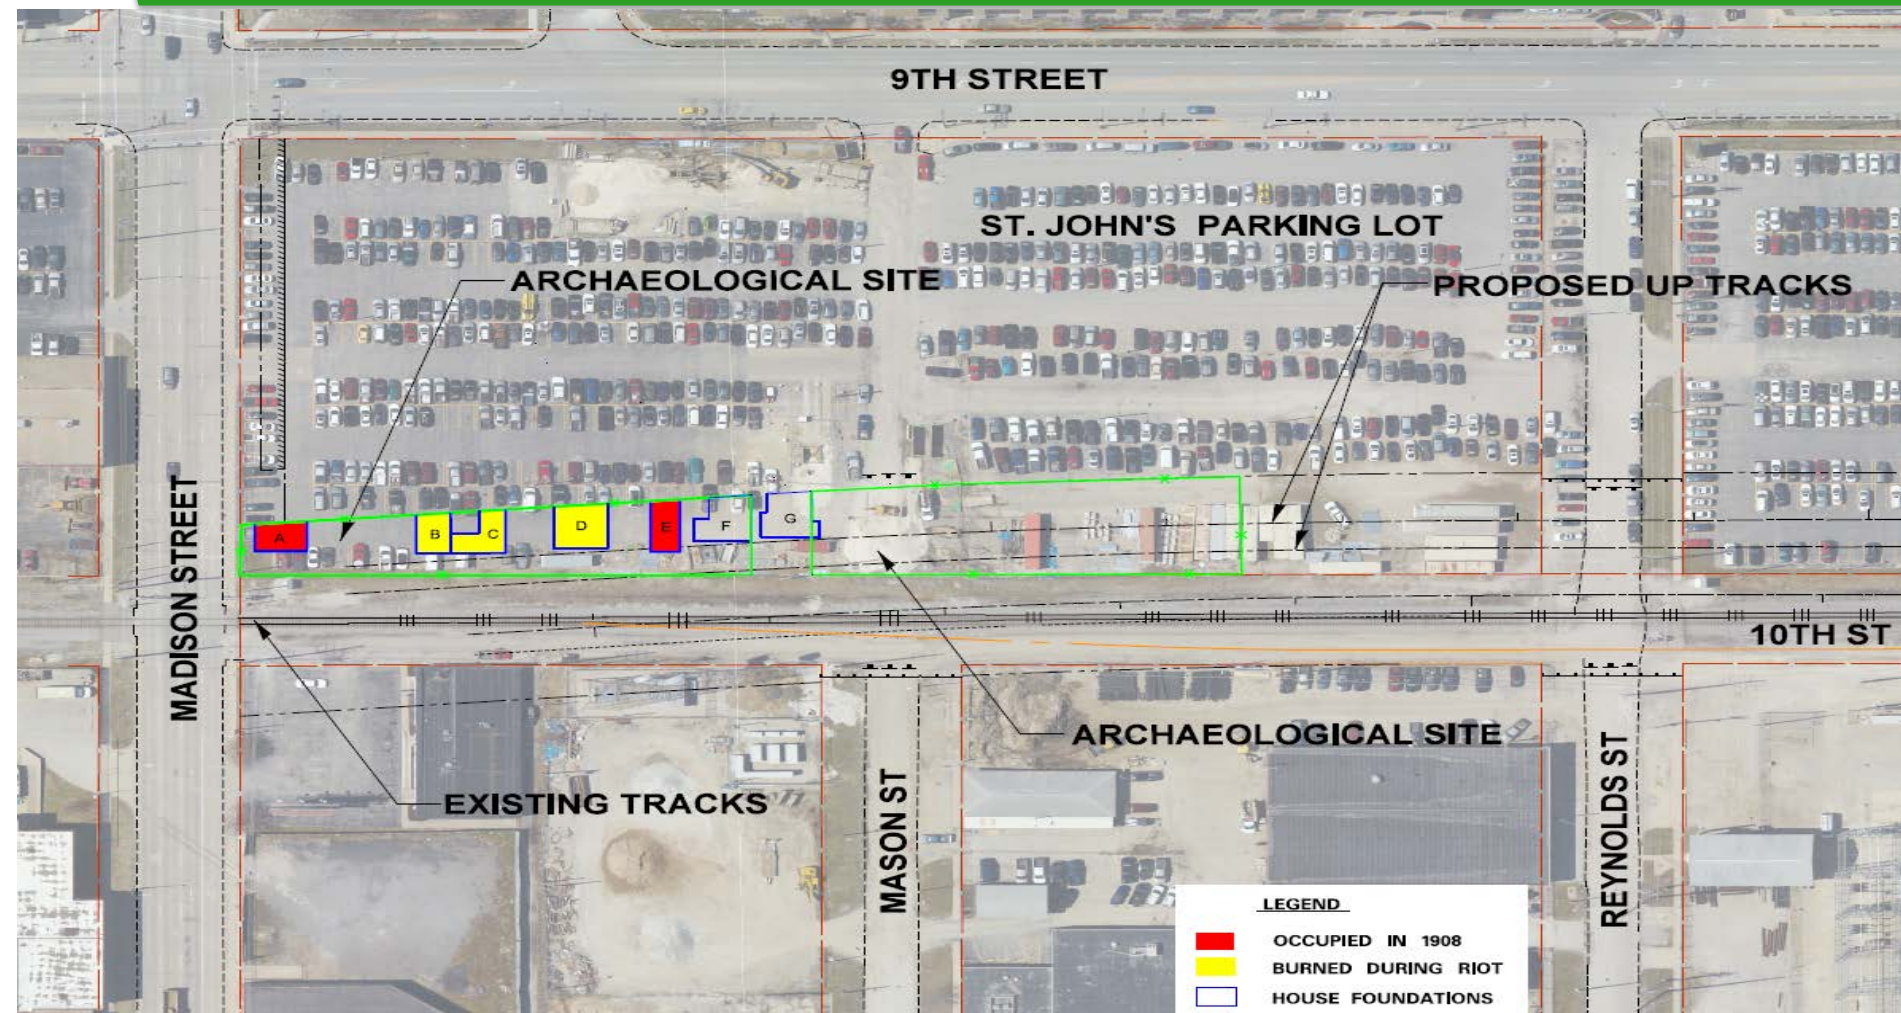 9TH STREET
ST. JOHN'S PARKING LOT
ARCHAEOLOGICAL SITE
PROPOSED UP TRACKS
MADISON STREET
A
B
C
D
E
F
G
10TH ST
ARCHAEOLOGICAL SITE
EXISTING TRACKS
MASON ST
REYNOLDS ST
LEGEND
OCCUPIED IN 1908
BURNED DURING RIOT
HOUSE FOUNDATIONS